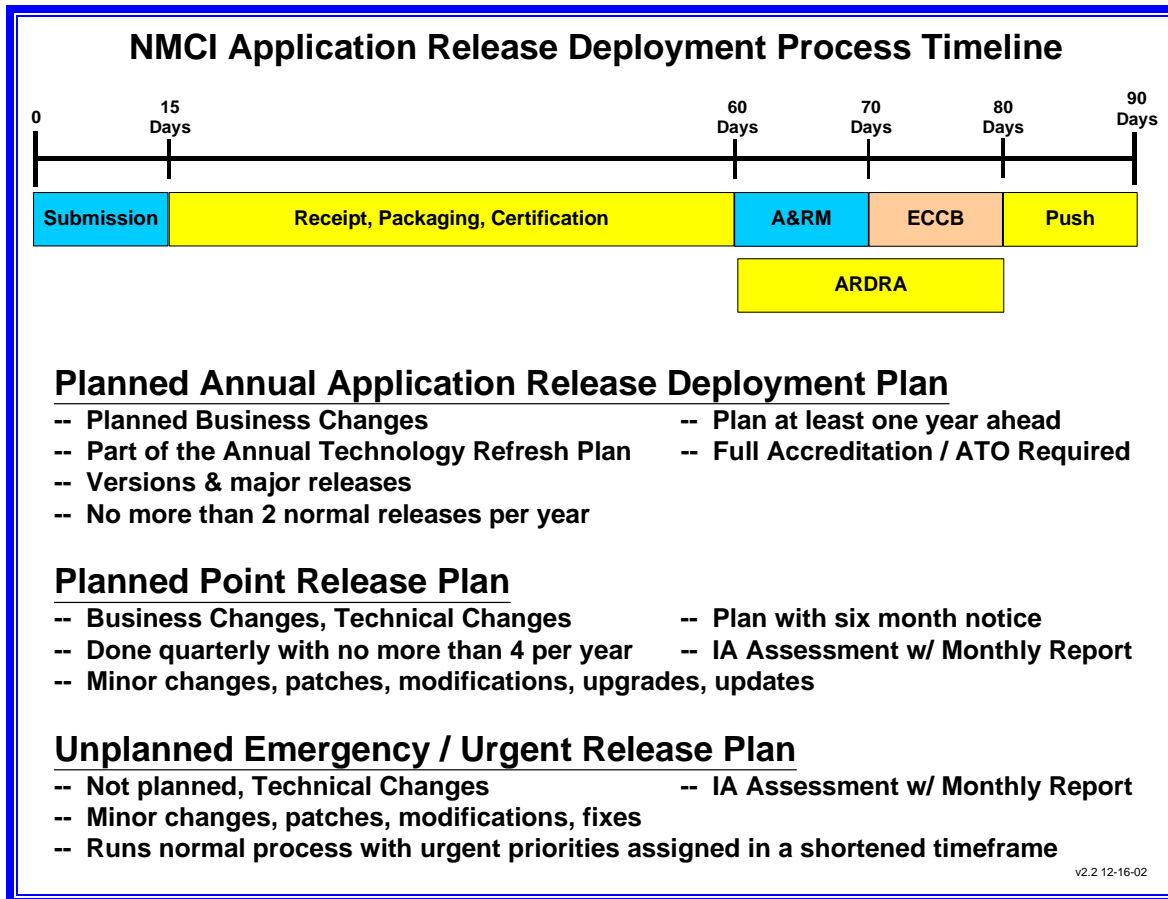 NMCI Application Release Deployment Process Timeline
0
15
Days
60
Days
70
Days
80
Days
90
Days
Submission
Receipt, Packaging, Certification
A&RM
ECCB
Push
ARDRA
Planned Annual Application Release Deployment Plan
-- Planned Business Changes
-- Plan at least one year ahead
-- Part of the Annual Technology Refresh Plan
-- Full Accreditation / ATO Required
-- Versions & major releases
-- No more than 2 normal releases per year
Planned Point Release Plan
-- Business Changes, Technical Changes
-- Plan with six month notice
-- Done quarterly with no more than 4 per year
-- IA Assessment w/ Monthly Report
-- Minor changes, patches, modifications, upgrades, updates
Unplanned Emergency / Urgent Release Plan
-- Not planned, Technical Changes
-- IA Assessment w/ Monthly Report
-- Minor changes, patches, modifications, fixes
-- Runs normal process with urgent priorities assigned in a shortened timeframe
v2.2 12-16-02